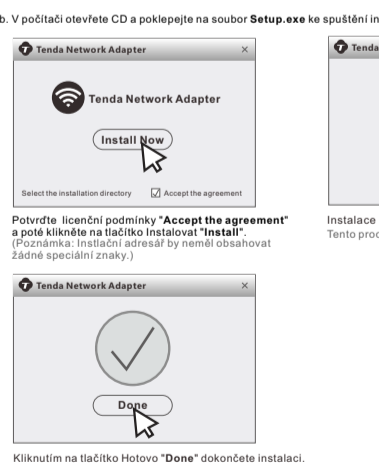 b. V počítači otevřete CD a poklepejte na soubor Setup.exe ke spuštění in
Tenda Network Adapter ×
Tenda Network Adapter
Install Now
Select the installation directory Accept the agreement
Potvrďte licenční podmínky "Accept the agreement"
a poté klikněte na tlačítko Instalovat "Install".
(Poznámka: Instlační adresář by neměl obsahovat
žádné speciální znaky.)
Tenda
Instalace
Tento proc
Tenda Network Adapter ×
Done
Kliknutím na tlačítko Hotovo "Done" dokončete instalaci.